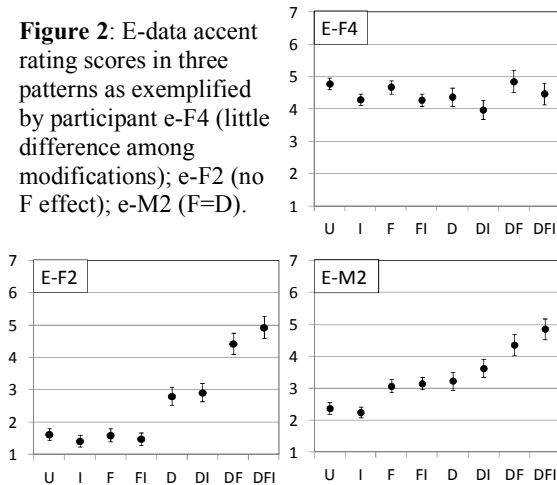 Figure 2: E-data accent
rating scores in three
patterns as exemplified
by participant e-F4 (little
difference among
modifications); e-F2 (no
F effect); e-M2 (F=D).
E-F4
7
6
5
4
3
2
1
U I F FI D DI DF DFI
E-F2
7
6
5
4
3
2
1
U I F FI D DI DF DFI
E-M2
7
6
5
4
3
2
1
U I F FI D DI DF DFI